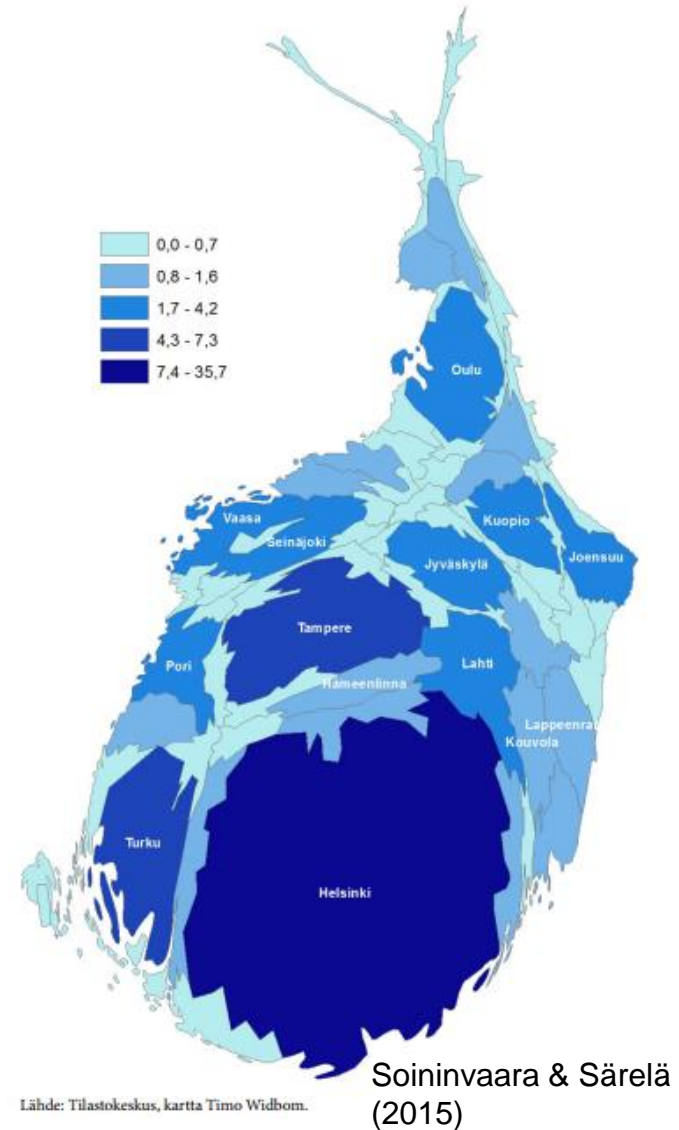 0,0 - 0,7
0,8 - 1,6
1,7 - 4,2
4,3 - 7,3
7,4 - 35,7
Oulu
Vaasa
Seinäjoki
Kuopio
Jyväskylä
Joensuu
Tampere
Pori
Lahti
Hämeenlinna
Lappeenra
Kouvola
Turku
Helsinki
Soininvaara & Särelä
(2015)
Lähde: Tilastokeskus, kartta Timo Widbom.